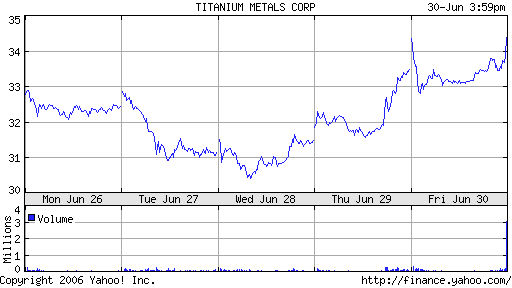 TITANIUM METALS CORP 30-Jun 3:59pm
35
34
33
32
31
30
Mon Jun 26 Tue Jun 27 Wed Jun 28 Thu Jun 29 Fri Jun 30
4
3
2
1
0
Millions
Volume
Copyright 2006 Yahoo! Inc. http://finance.yahoo.com/